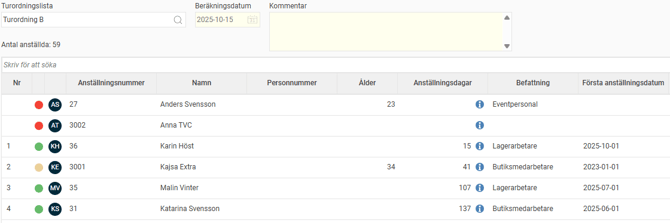 Turordningslista Beräkningsdatum Kommentar
Turordning B 2025-10-15
Antal anställda: 59
Skriv för att söka
Nr Anställningsnummer Namn Personnummer Ålder Anställningsdagar Befattning Första anställningsdatum
AS 27 Anders Svensson 23 Eventpersonal
AT 3002 Anna TVC
1 KH 36 Karin Höst 15 Lagerarbetare 2025-10-01
2 KE 3001 Kajsa Extra 34 41 Butiksmedarbetare 2023-01-01
3 MV 35 Malin Vinter 107 Lagerarbetare 2025-07-01
4 KS 31 Katarina Svensson 137 Butiksmedarbetare 2025-06-01